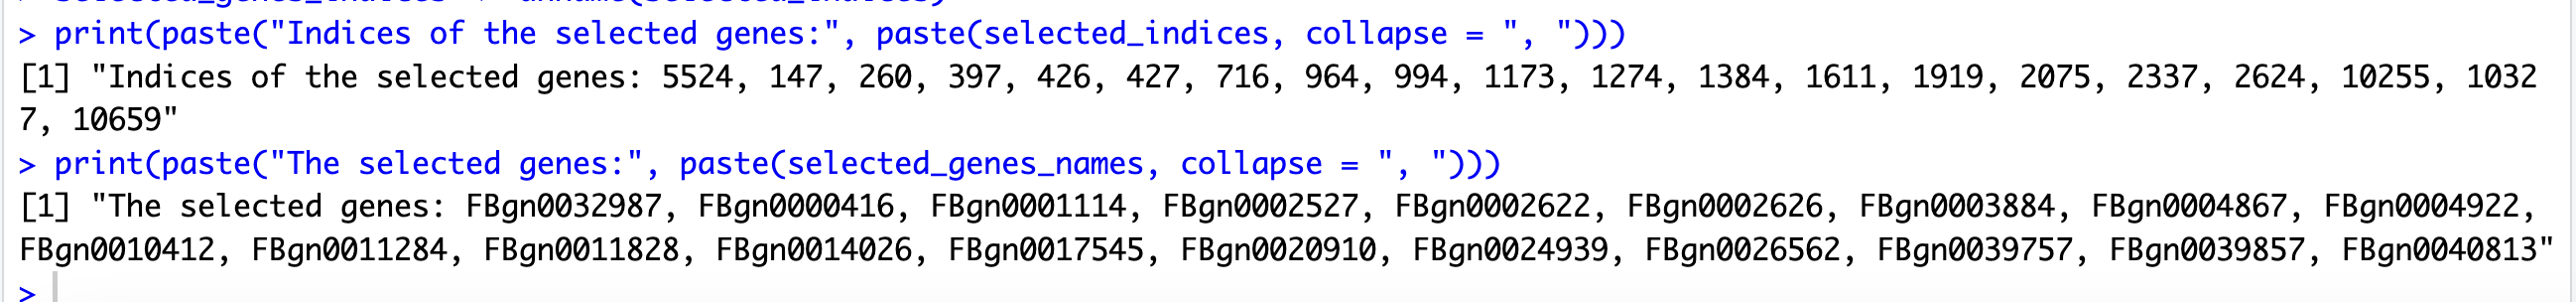 > print(paste("Indices of the selected genes:", paste(selected_indices, collapse = ", ")))
[1] "Indices of the selected genes: 5524, 147, 260, 397, 426, 427, 716, 964, 994, 1173, 1274, 1384, 1611, 1919, 2075, 2337, 2624, 10255, 1032
7, 10659"
> print(paste("The selected genes:", paste(selected_genes_names, collapse = ", ")))
[1] "The selected genes: FBgn0032987, FBgn0000416, FBgn0001114, FBgn0002527, FBgn0002622, FBgn0002626, FBgn0003884, FBgn0004867, FBgn0004922,
FBgn0010412, FBgn0011284, FBgn0011828, FBgn0014026, FBgn0017545, FBgn0020910, FBgn0024939, FBgn0026562, FBgn0039757, FBgn0039857, FBgn0040813"
>